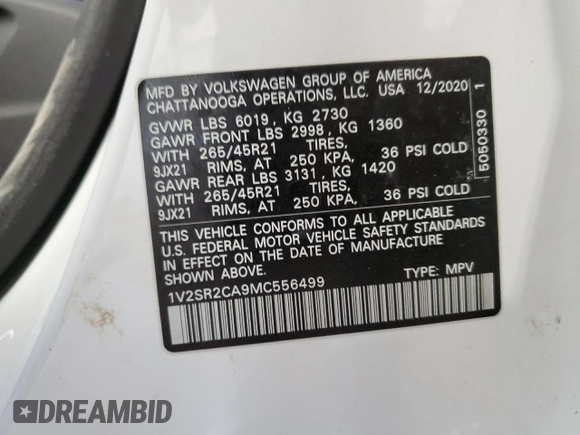 MFD BY VOLKSWAGEN GROUP OF AMERICA
CHATTANOOGA OPERATIONS, LLC. USA 12/2020
GVWR LBS 6019, KG 2730
GAWR FRONT LBS 2998, KG 1360
WITH 265/45R21 TIRES,
9JX21 RIMS, AT 250 KPA, 36 PSI COLD
GAWR REAR LBS 3131, KG 1420
WITH 265/45R21 TIRES,
9JX21 RIMS, AT 250 KPA, 36 PSI COLD
THIS VEHICLE CONFORMS TO ALL APPLICABLE
U.S. FEDERAL MOTOR VEHICLE SAFETY STANDARDS
IN EFFECT ON THE DATE OF MANUFACTURE
SHOWN ABOVE.
1V2SR2CA9MC556499 TYPE: MPV
5050330 1
DREAMBID